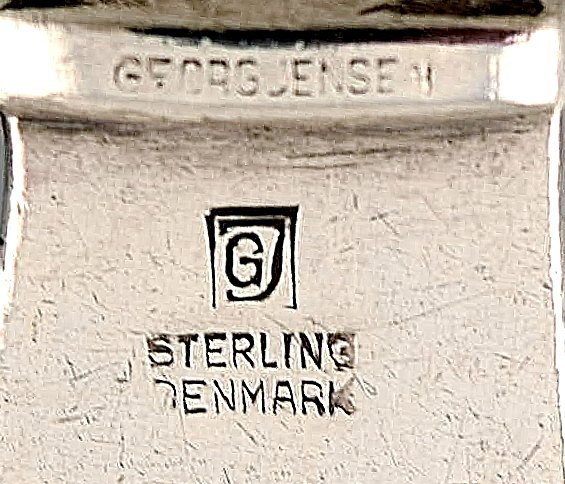 GEORG JENSEN
GJ
STERLING
DENMARK